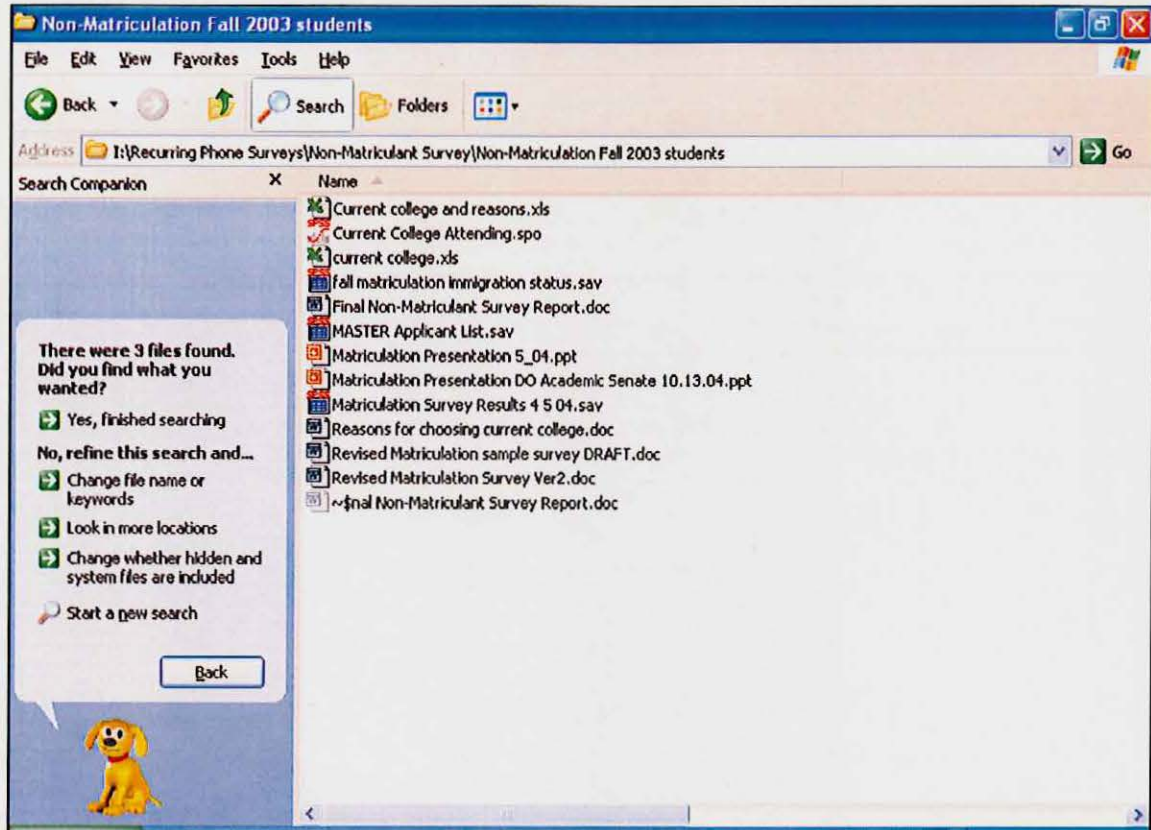 Non-Matriculation Fall 2003 students
File Edit View Favorites Tools Help
Back Search Folders
Address I:\Recurring Phone Surveys\Non-Matriculant Survey\Non-Matriculation Fall 2003 students Go
Search Companion X
There were 3 files found.
Did you find what you
wanted?
Yes, finished searching
No, refine this search and...
Change file name or
keywords
Look in more locations
Change whether hidden and
system files are included
Start a new search
Back
Name
Current college and reasons.xls
Current College Attending.spo
current college.xls
fall matriculation immigration status.sav
Final Non-Matriculant Survey Report.doc
MASTER Applicant List.sav
Matriculation Presentation 5_04.ppt
Matriculation Presentation DO Academic Senate 10.13.04.ppt
Matriculation Survey Results 4 5 04.sav
Reasons for choosing current college.doc
Revised Matriculation sample survey DRAFT.doc
Revised Matriculation Survey Ver2.doc
~$nal Non-Matriculant Survey Report.doc